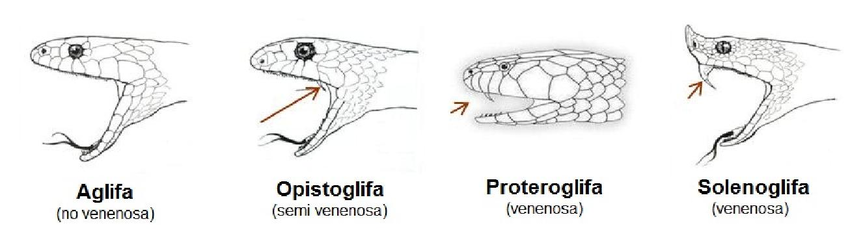 Aglifa
(no venenosa)
Opistoglifa
(semi venenosa)
Proteroglifa
(venenosa)
Solenoglifa
(venenosa)